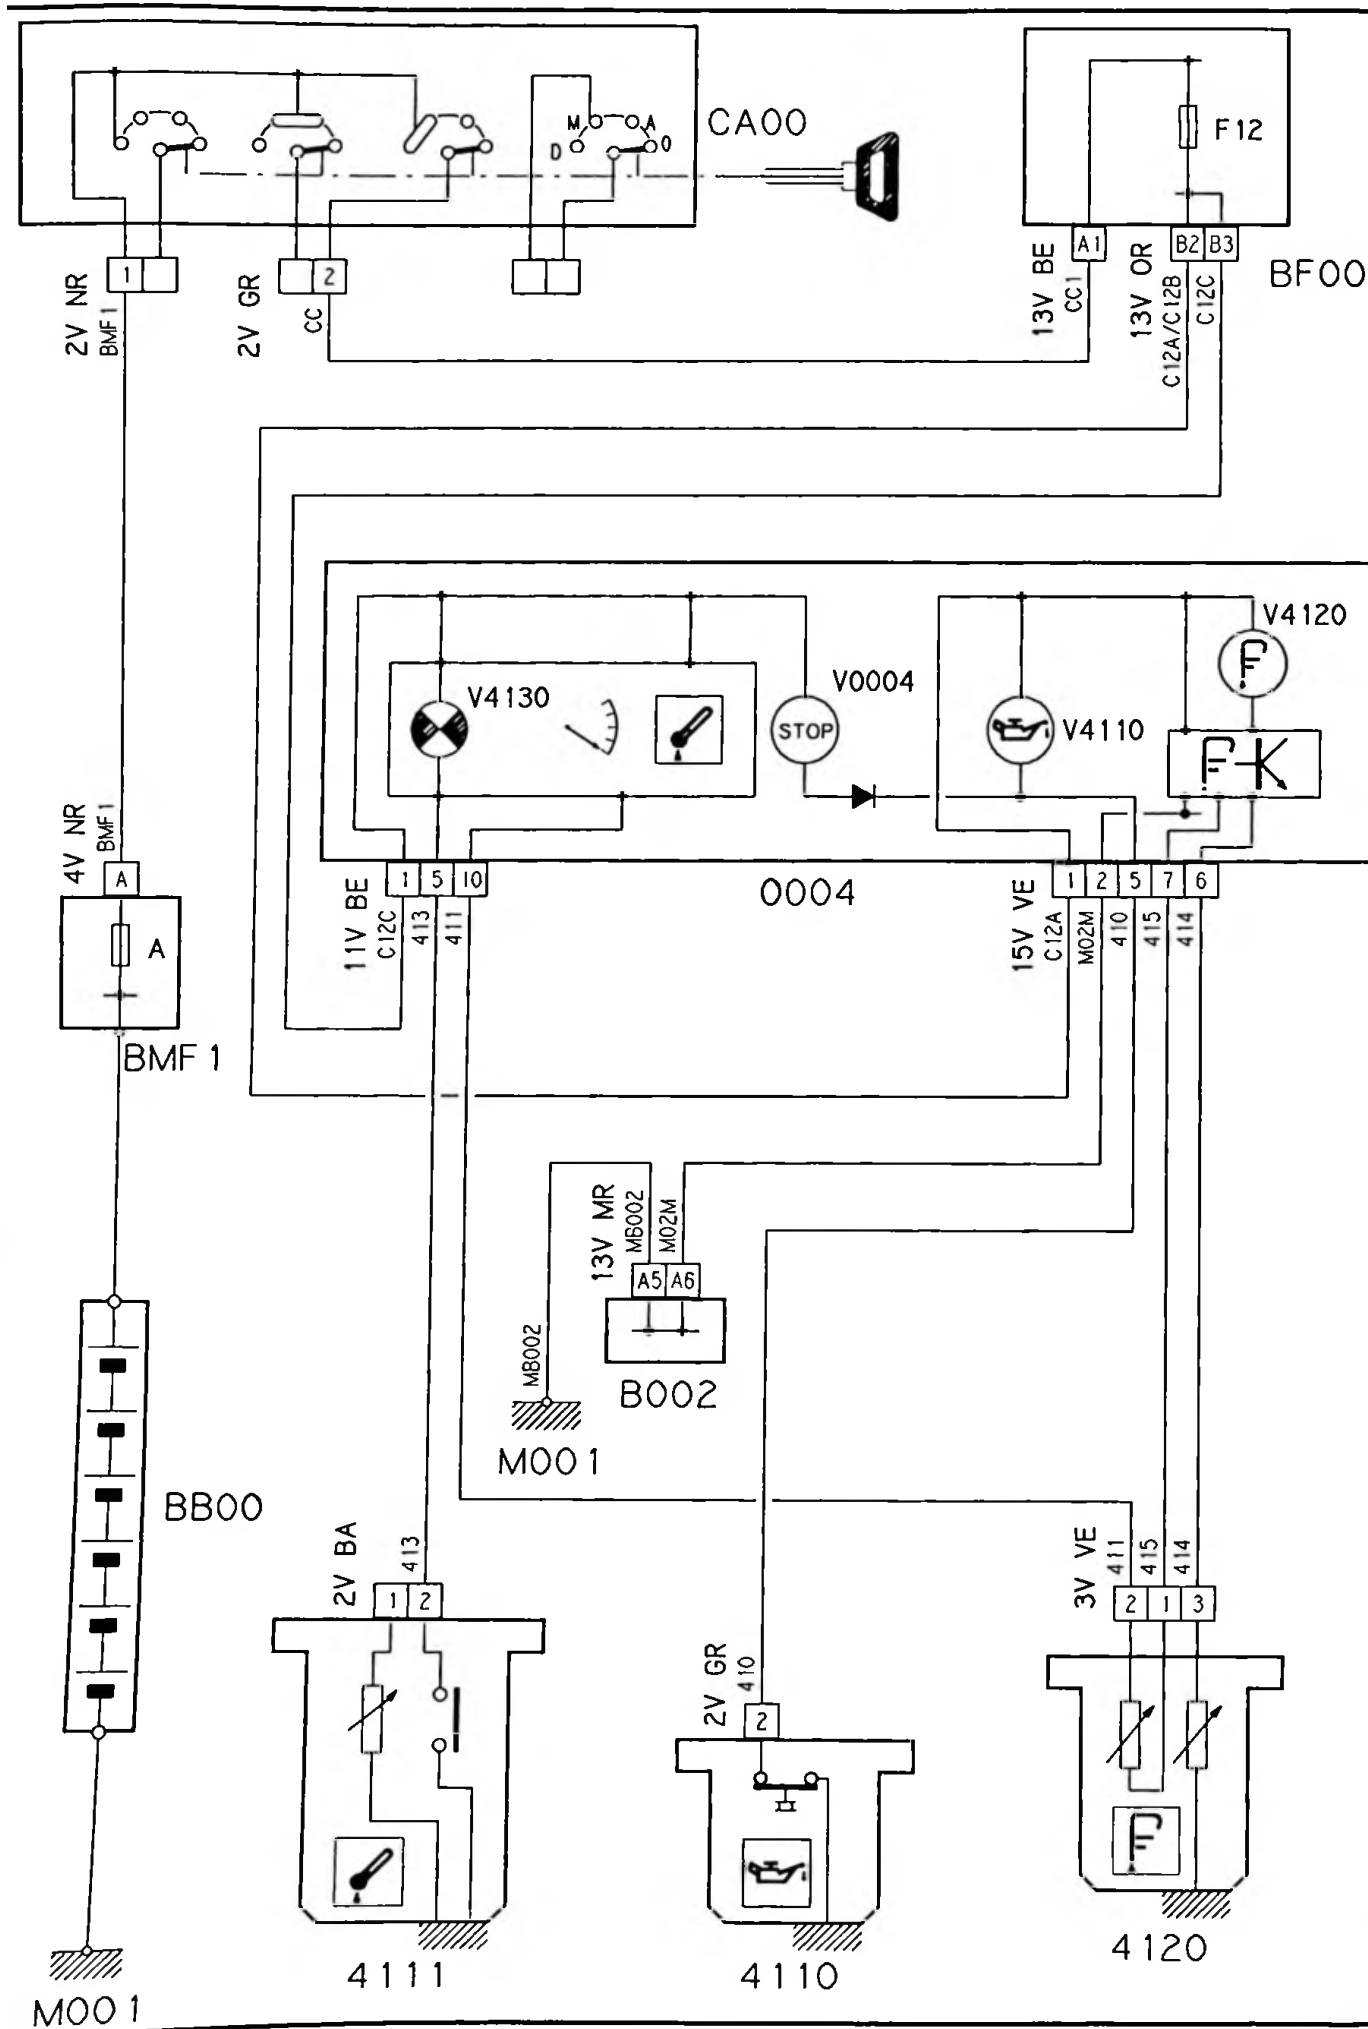 CA00
M
A
D
O
F12
1
2
A1
B2
B3
BF00
2V NR
BMF1
2V GR
CC
13V BE
CC1
13V OR
C12A/C12B
C12C
V4130
V0004
STOP
V4110
V4120
1
5
10
0004
1
2
5
7
6
11V BE
C12C
413
411
15V VE
C12A
M02M
410
415
414
4V NR
BMF1
A
A
BMF1
13V MR
MB002
M02M
A5
A6
MB002
B002
M001
BB00
2V BA
413
1
2
2V GR
410
2
3V VE
411
415
414
2
1
3
4111
4110
4120
M001